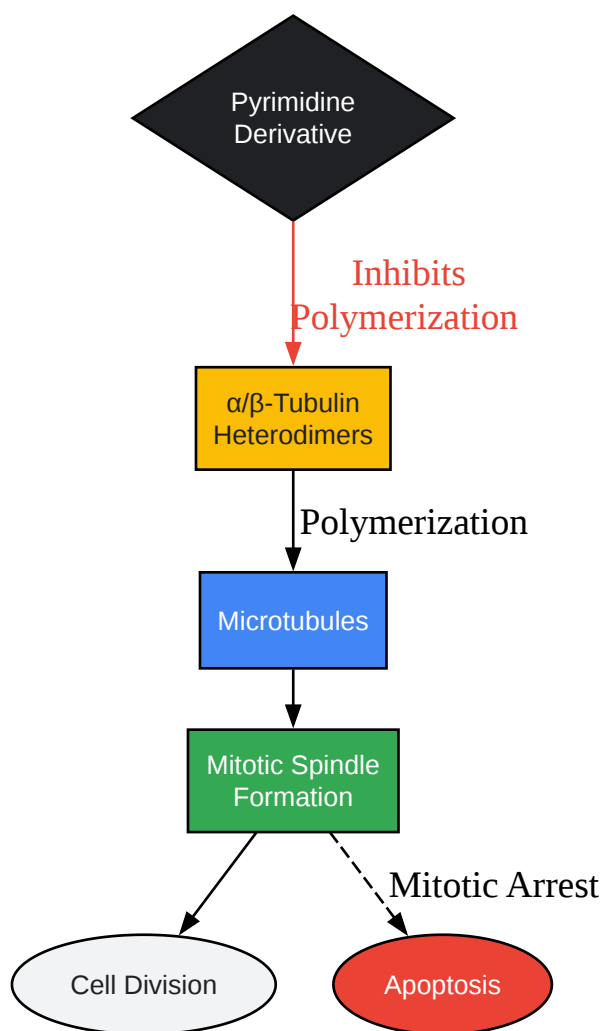 Pyrimidine
Derivative
Inhibits
Polymerization
α/β-Tubulin
Heterodimers
Polymerization
Microtubules
Mitotic Spindle
Formation
Mitotic Arrest
Cell Division
Apoptosis